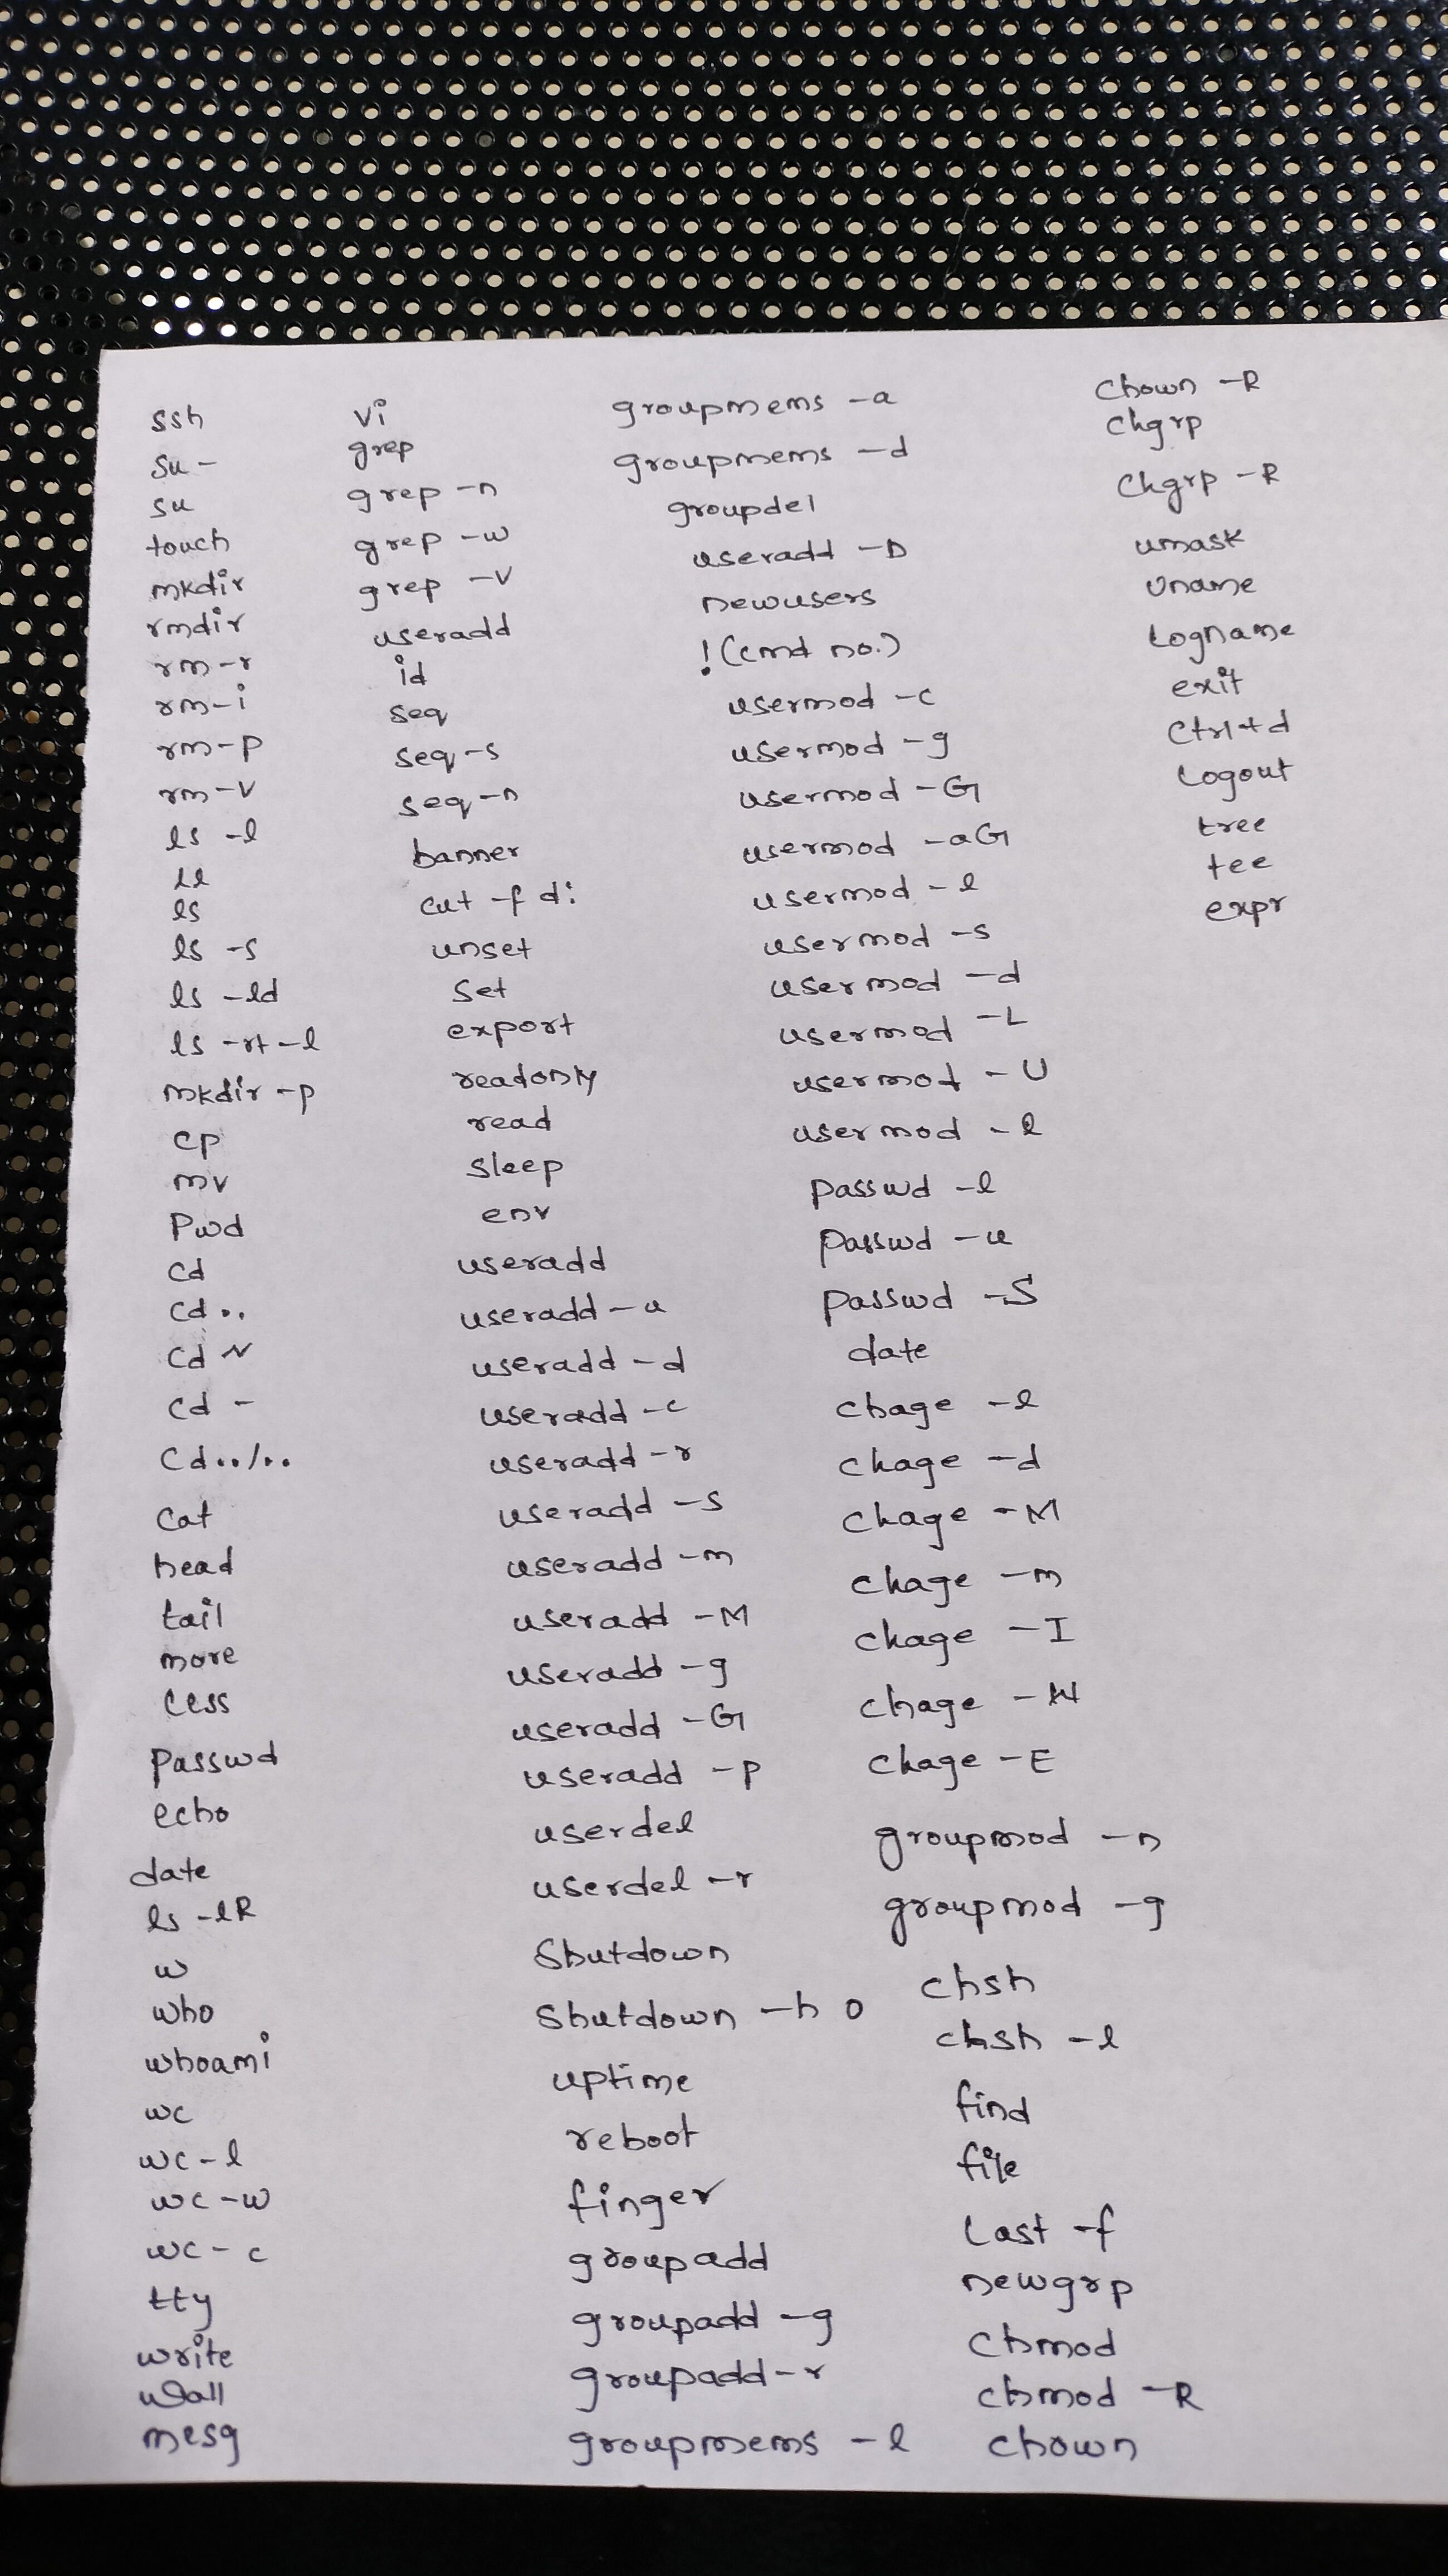 ssh
su -
su
touch
mkdir
rmdir
rm-r
rm-i
rm-p
rm-v
ls -l
ll
ls
ls -s
ls -ld
ls -rt -l
mkdir -p
cp
mv
Pwd
cd
cd ..
cd ~
cd -
cd../..
cat
head
tail
more
less
passwd
echo
date
ls -lR
w
who
whoami
wc
wc-l
wc-w
wc-c
tty
write
wall
mesg
vi
grep
grep -n
grep -w
grep -v
useradd
id
seq
seq-s
seq-n
banner
cut -f d:
unset
set
export
readonly
read
sleep
env
useradd
useradd -u
useradd -d
useradd -c
useradd -r
useradd -s
useradd -m
useradd -M
useradd -g
useradd -G
useradd -p
userdel
userdel -r
Shutdown
Shutdown -h 0
uptime
reboot
finger
groupadd
groupadd -g
groupadd-r
groupmems -l
groupmems -a
groupmems -d
groupdel
useradd -D
newusers
!(cmd no.)
usermod -c
usermod -g
usermod -G
usermod -aG
usermod -l
usermod -s
usermod -d
usermod -L
usermod -U
usermod -l
passwd -l
passwd -u
passwd -S
date
chage -l
chage -d
chage -M
chage -m
chage -I
chage -W
chage -E
groupmod -n
groupmod -g
chsh
chsh -l
find
file
Last -f
newgrp
chmod
chmod -R
chown
chown -R
chgrp
chgrp -R
umask
Uname
Logname
exit
ctrl+d
Logout
tree
tee
expr